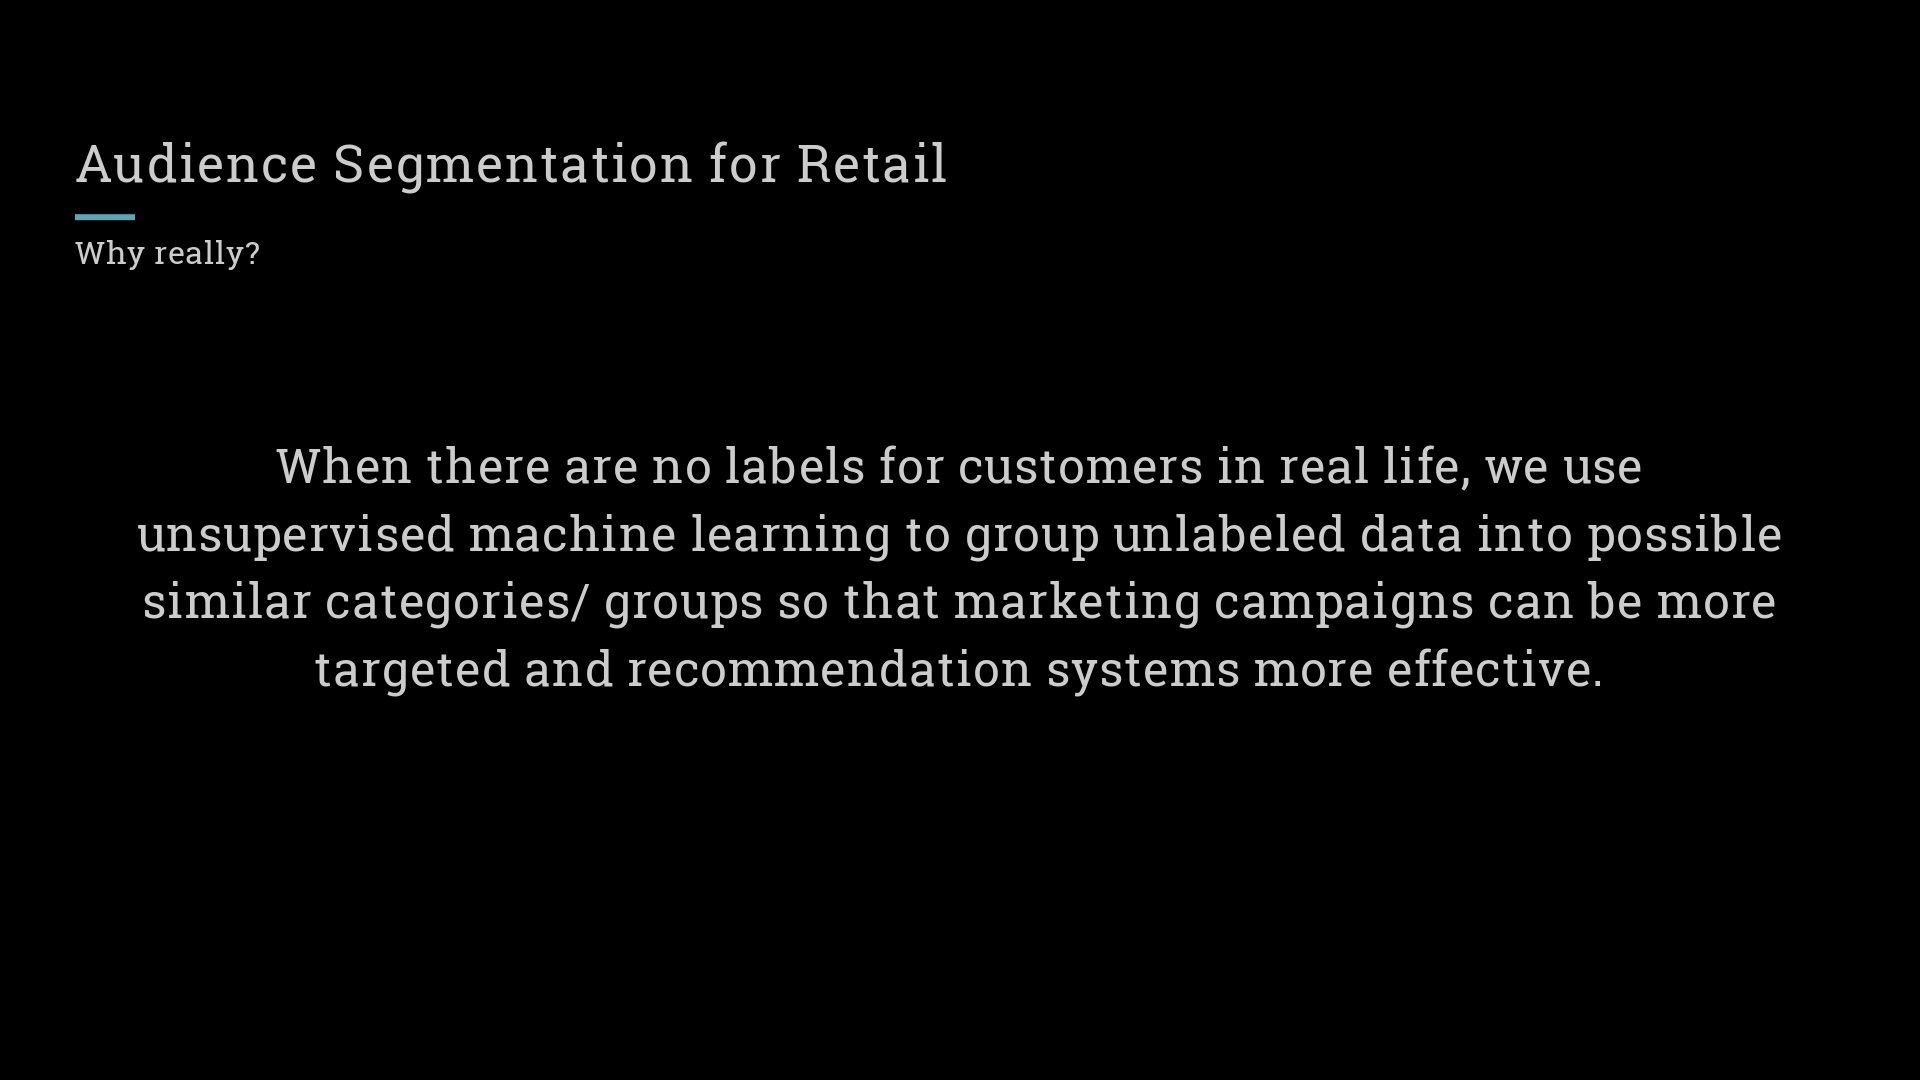 Audience Segmentation for Retail
Why really?
When there are no labels for customers in real life, we use
unsupervised machine learning to group unlabeled data into possible
similar categories/ groups so that marketing campaigns can be more
targeted and recommendation systems more effective.